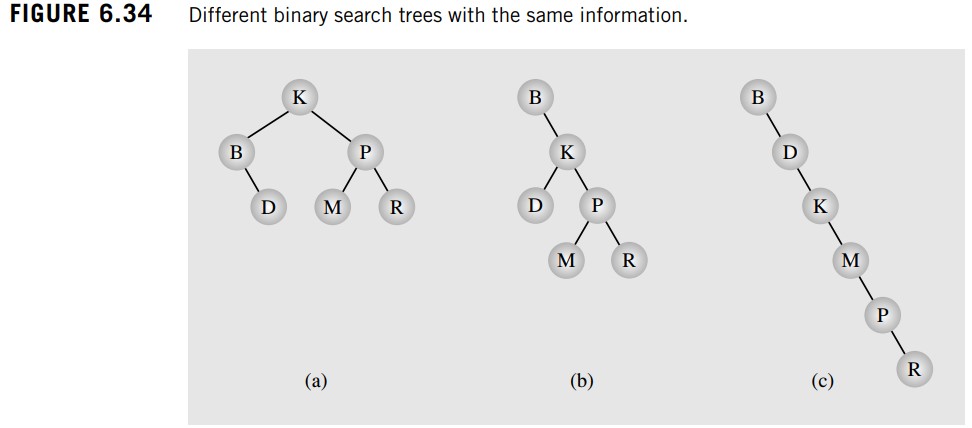 FIGURE 6.34 Different binary search trees with the same information.
K B B
B P K D
D M R D P K
M R M
P
R
(a) (b) (c)